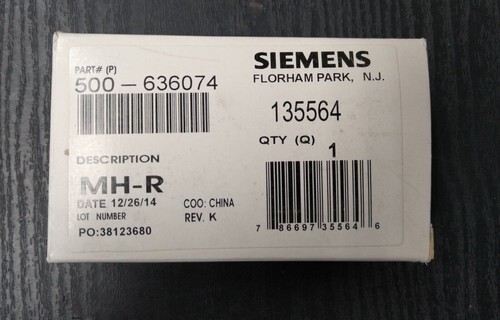 PART# (P)
500-636074
SIEMENS
FLORHAM PARK, N.J.
135564
QTY (Q)
1
DESCRIPTION
MH-R
DATE 12/26/14
COO: CHINA
LOT NUMBER
REV. K
PO:38123680
7 86697 35564 6